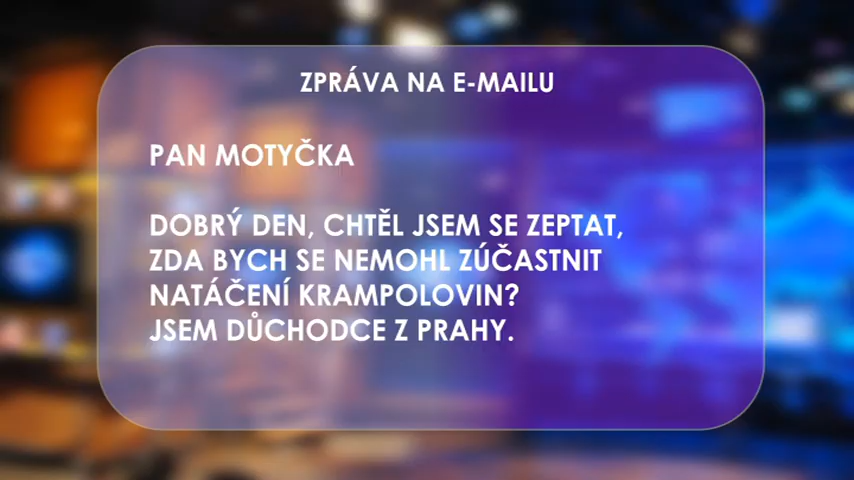 ZPRÁVA NA E-MAILU
PAN MOTYČKA
DOBRÝ DEN, CHTĚL JSEM SE ZEPTAT,
ZDA BYCH SE NEMOHL ZÚČASTNIT
NATÁČENÍ KRAMPOLOVIN?
JSEM DŮCHODCE Z PRAHY.